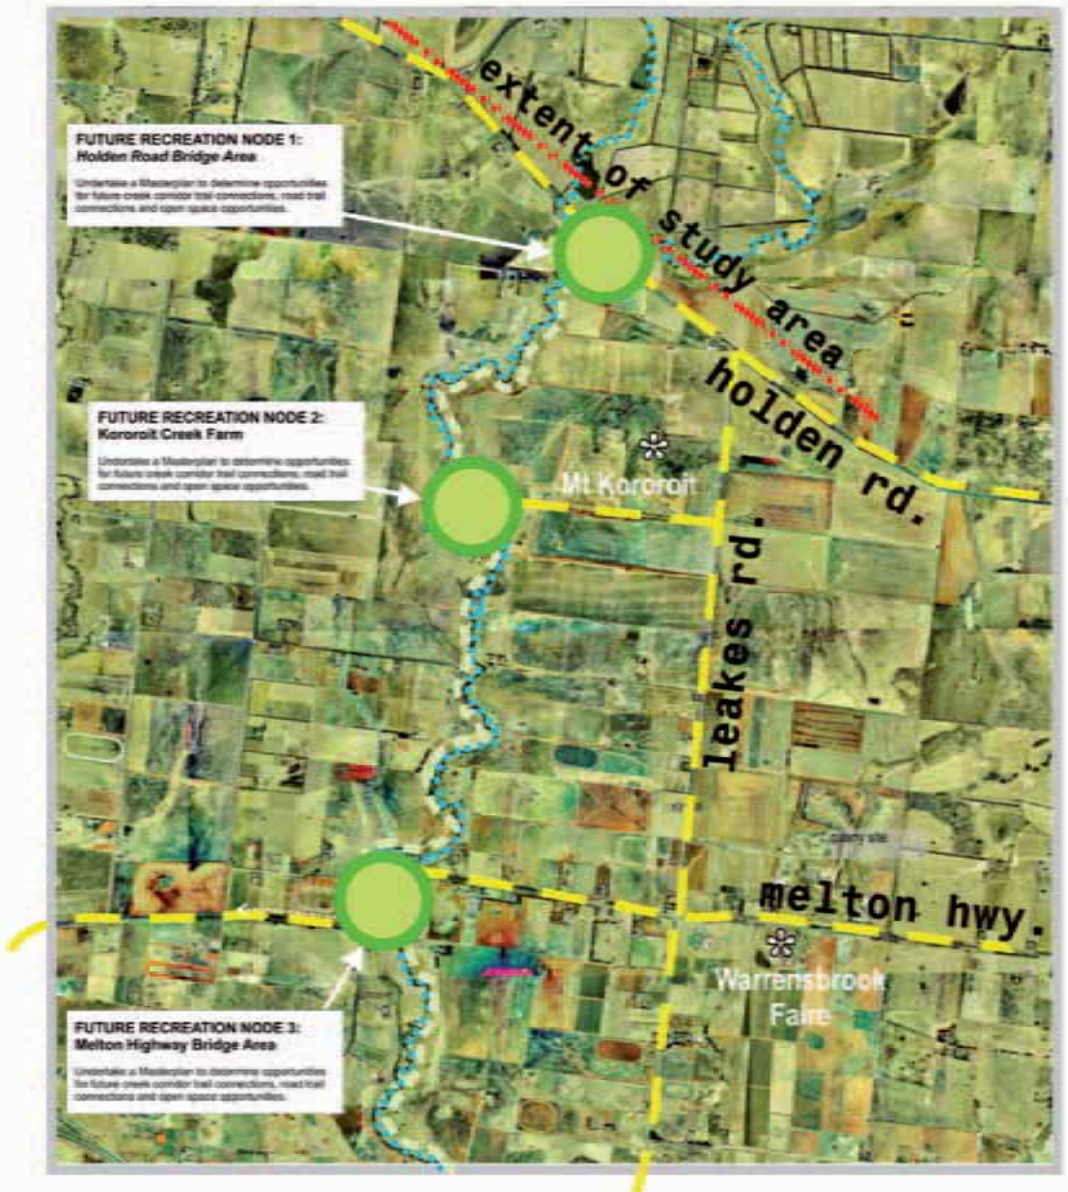 extent of study area
FUTURE RECREATION NODE 1:
Holden Road Bridge Area
Undertake a Masterplan to determine opportunities
for future creek corridor trail connections, road trail
connections and open space opportunities.
holden rd.
FUTURE RECREATION NODE 2:
Kororoit Creek Farm
Undertake a Masterplan to determine opportunities
for future creek corridor trail connections, road trail
connections and open space opportunities.
Mt Kororoit
leakes rd.
quarry site
melton hwy.
Warrensbrook
Faire
FUTURE RECREATION NODE 3:
Melton Highway Bridge Area
Undertake a Masterplan to determine opportunities
for future creek corridor trail connections, road trail
connections and open space opportunities.